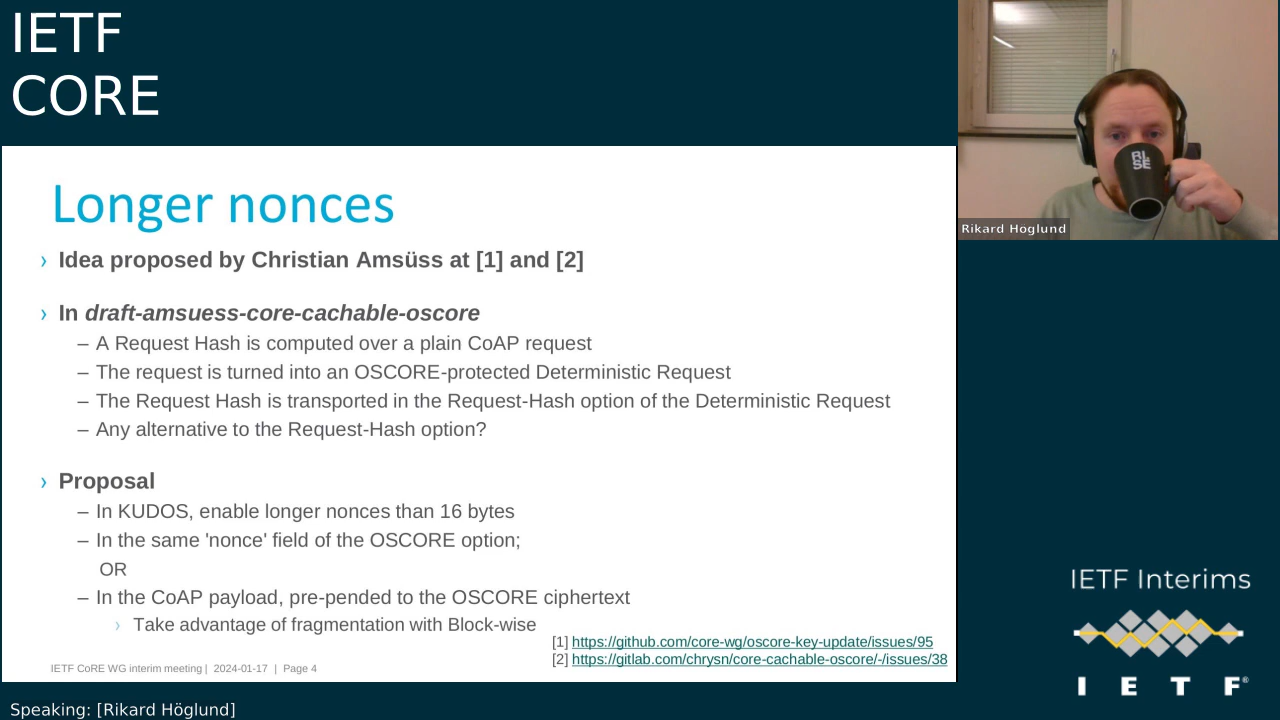 IETF
CORE
Longer nonces
› Idea proposed by Christian Amsüss at [1] and [2]
› In draft-amsuess-core-cachable-oscore
– A Request Hash is computed over a plain CoAP request
– The request is turned into an OSCORE-protected Deterministic Request
– The Request Hash is transported in the Request-Hash option of the Deterministic Request
– Any alternative to the Request-Hash option?
› Proposal
– In KUDOS, enable longer nonces than 16 bytes
– In the same 'nonce' field of the OSCORE option;
OR
– In the CoAP payload, pre-pended to the OSCORE ciphertext
› Take advantage of fragmentation with Block-wise
[1] https://github.com/core-wg/oscore-key-update/issues/95
[2] https://gitlab.com/chrysn/core-cachable-oscore/-/issues/38
IETF CoRE WG interim meeting | 2024-01-17 | Page 4
RI.
SE
Rikard Hoglund
IETF Interims
I E T F®
Speaking: [Rikard Höglund]